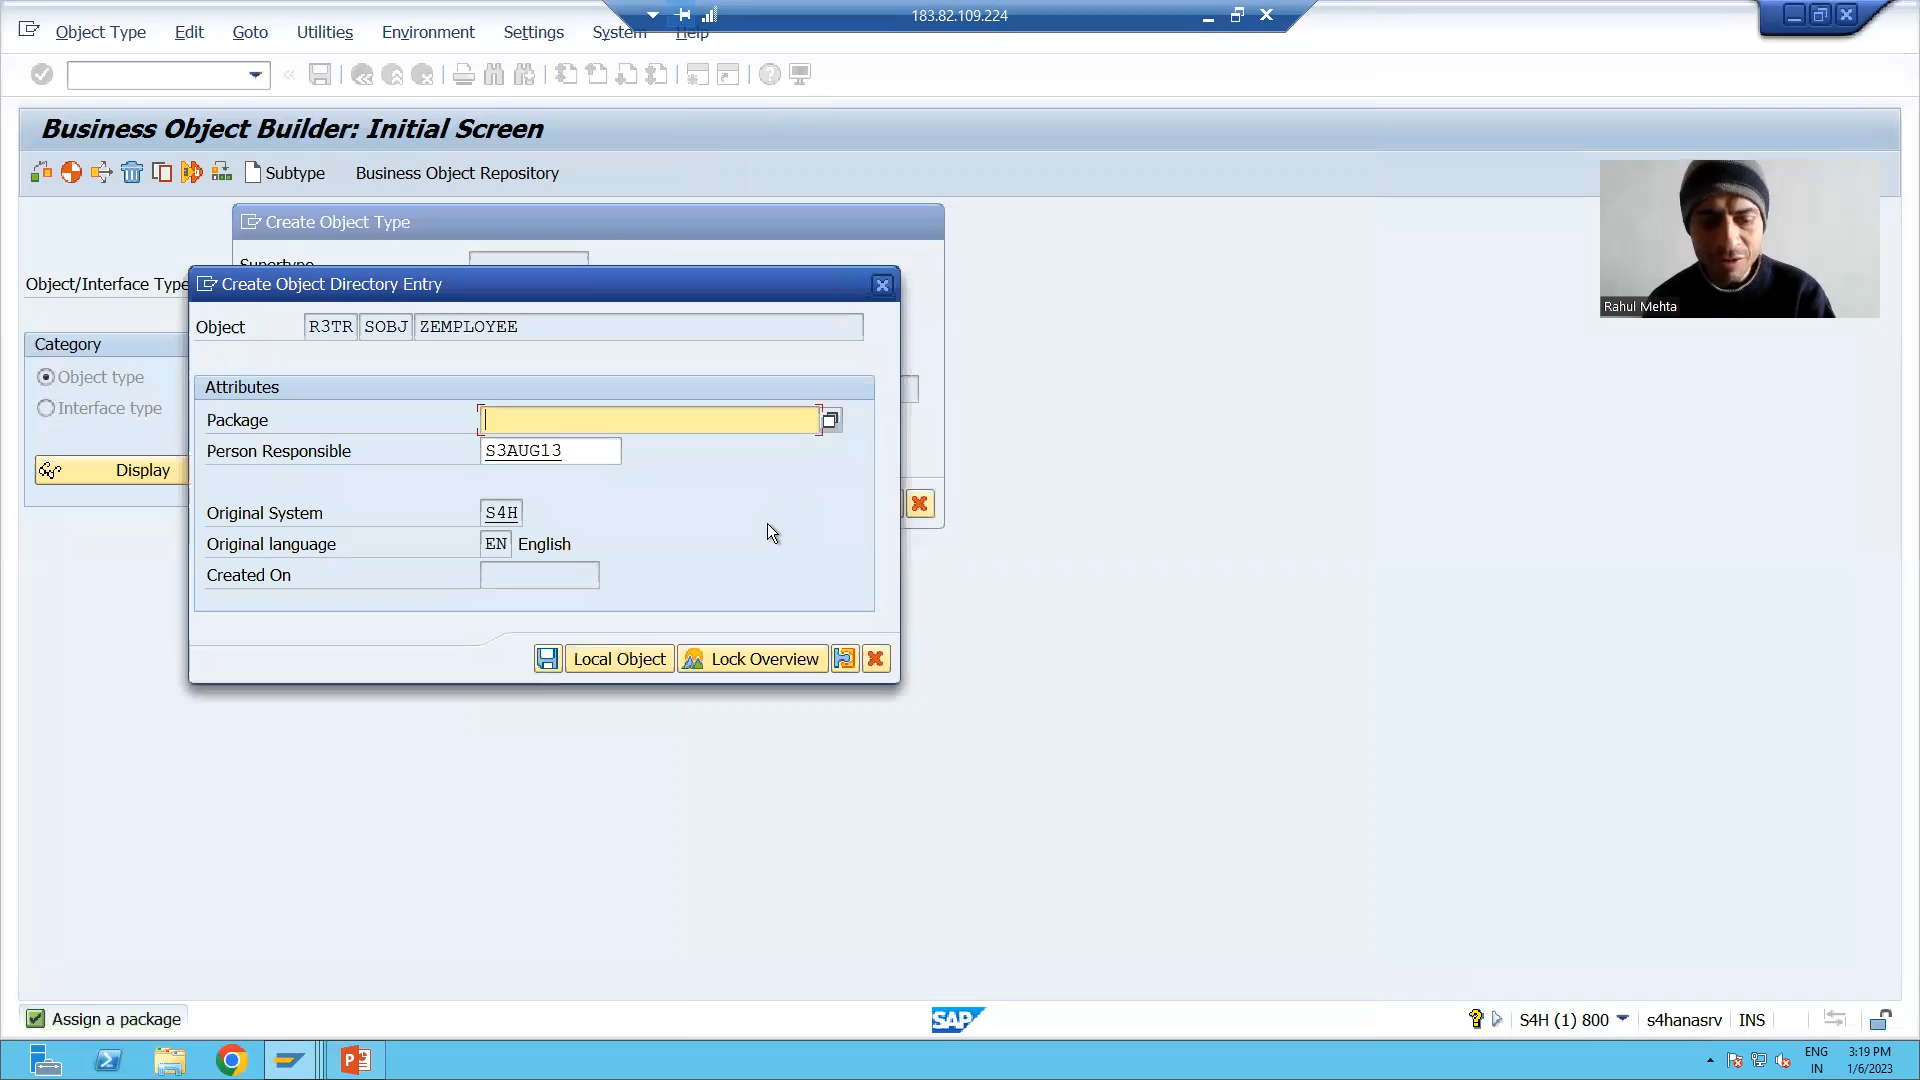 183.82.109.224
Object Type Edit Goto Utilities Environment Settings System Help
Business Object Builder: Initial Screen
Subtype Business Object Repository
Create Object Type
Supertype
Object/Interface Type
Create Object Directory Entry
Object R3TR SOBJ ZEMPLOYEE
Category
Object type
Interface type
Display
Attributes
Package
Person Responsible S3AUG13
Original System S4H
Original language EN English
Created On
Local Object Lock Overview
Rahul Mehta
Assign a package
SAP
S4H (1) 800 s4hanasrv INS
ENG 3:19 PM
IN 1/6/2023